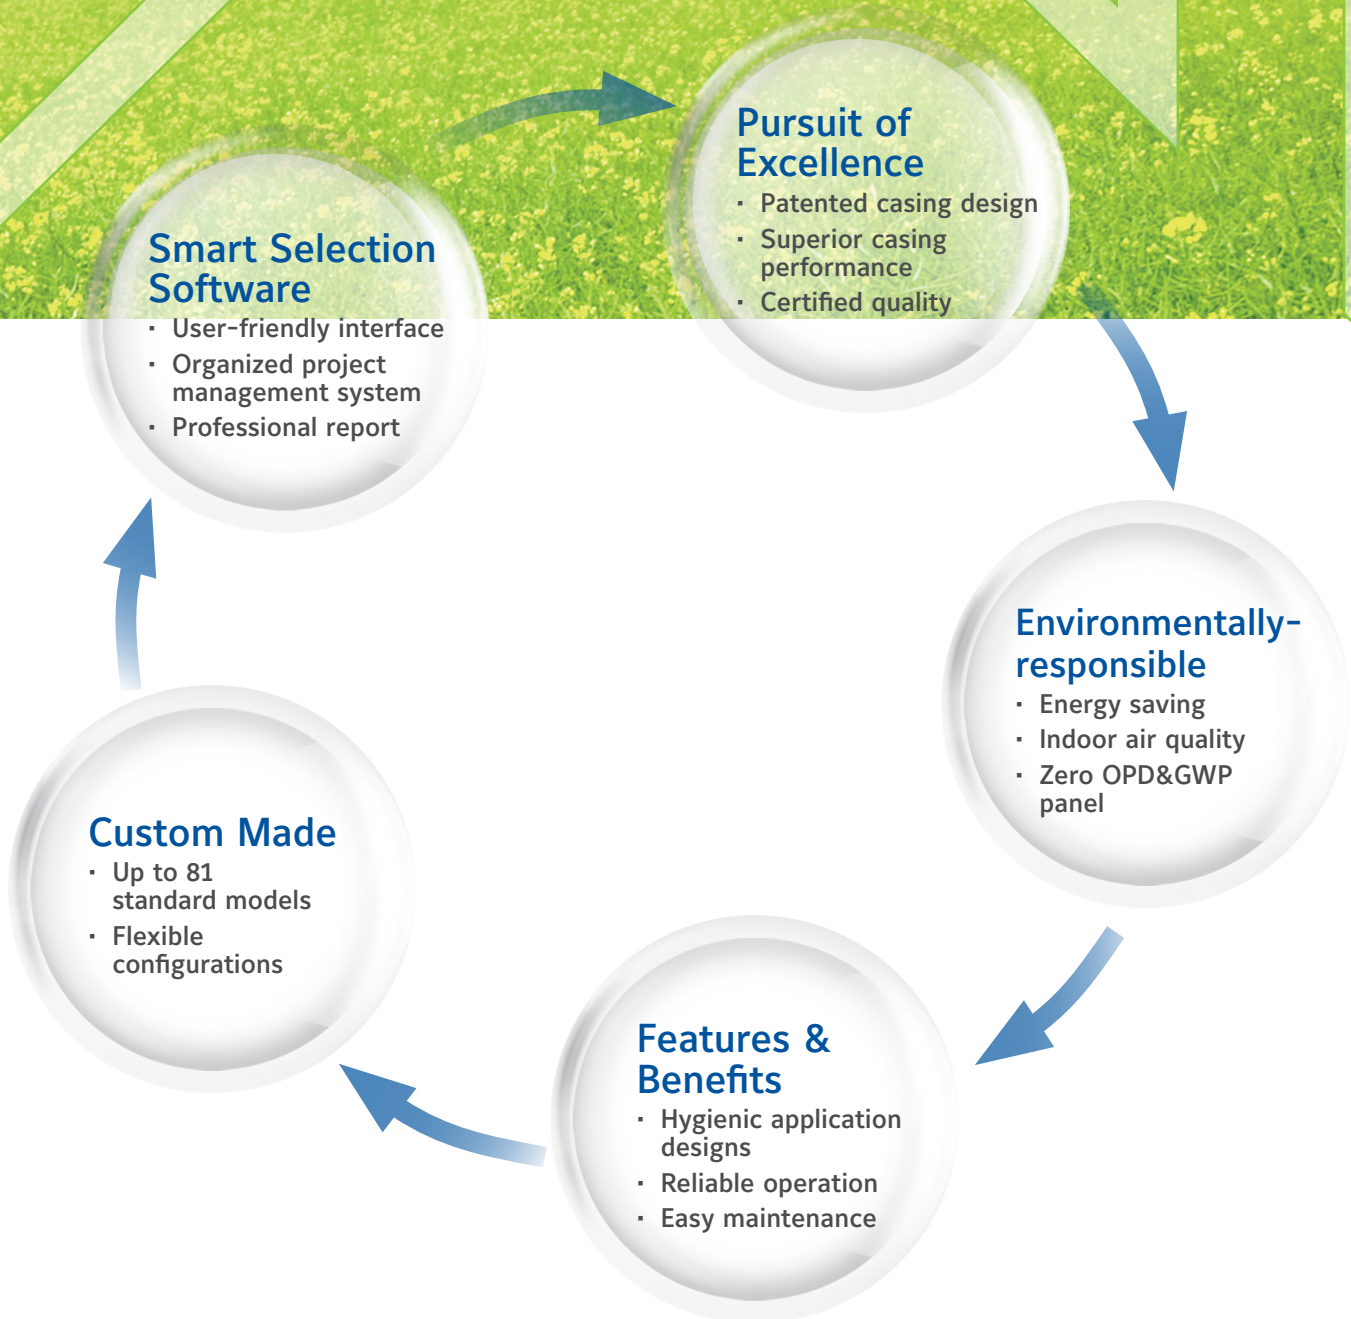 Pursuit of
Excellence
· Patented casing design
· Superior casing
performance
· Certified quality
Smart Selection
Software
· User-friendly interface
· Organized project
management system
· Professional report
Environmentally-
responsible
· Energy saving
· Indoor air quality
· Zero OPD&GWP
panel
Custom Made
· Up to 81
standard models
· Flexible
configurations
Features &
Benefits
· Hygienic application
designs
· Reliable operation
· Easy maintenance